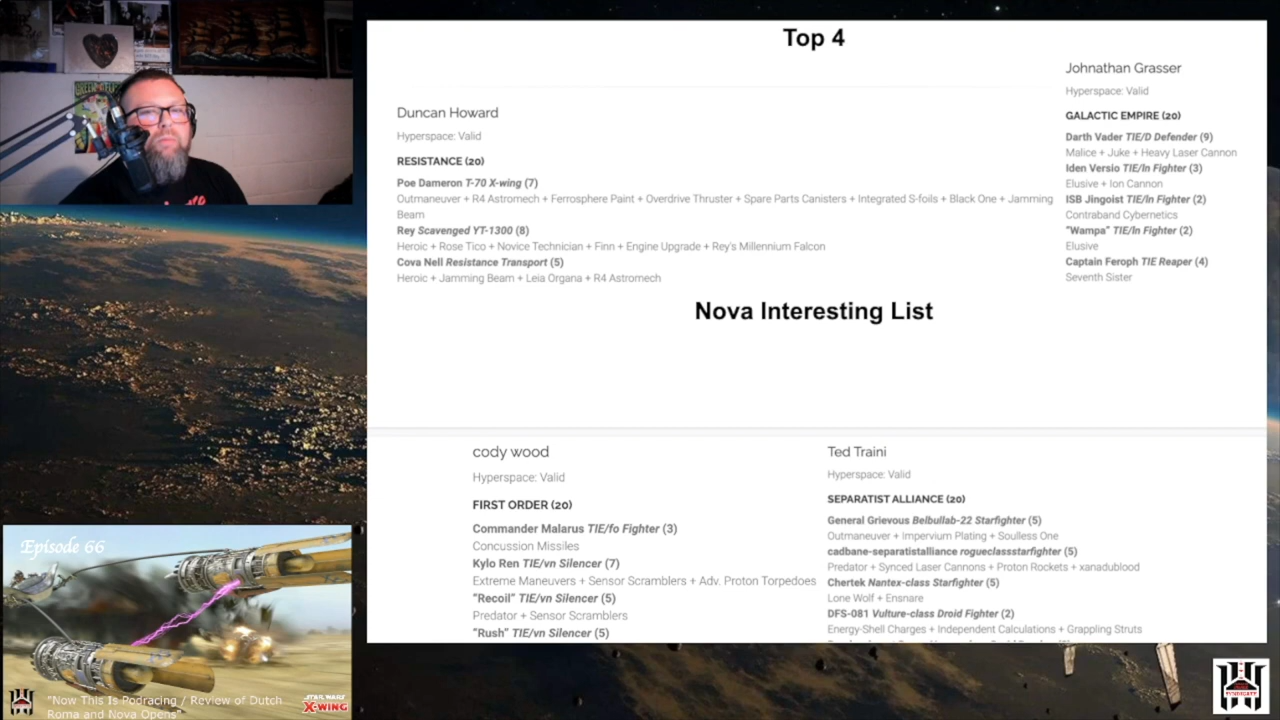 Top 4
Duncan Howard
Hyperspace: Valid
RESISTANCE (20)
Poe Dameron T-70 X-wing (7)
Outmaneuver + R4 Astromech + Ferrosphere Paint + Overdrive Thruster + Spare Parts Canisters + Integrated S-foils + Black One + Jamming
Beam
Rey Scavenged YT-1300 (8)
Heroic + Rose Tico + Novice Technician + Finn + Engine Upgrade + Rey's Millennium Falcon
Cova Nell Resistance Transport (5)
Heroic + Jamming Beam + Leia Organa + R4 Astromech
Johnathan Grasser
Hyperspace: Valid
GALACTIC EMPIRE (20)
Darth Vader TIE/D Defender (9)
Malice + Juke + Heavy Laser Cannon
Iden Versio TIE/ln Fighter (3)
Elusive + Ion Cannon
ISB Jingoist TIE/ln Fighter (2)
Contraband Cybernetics
"Wampa" TIE/ln Fighter (2)
Elusive
Captain Feroph TIE Reaper (4)
Seventh Sister
Nova Interesting List
cody wood
Hyperspace: Valid
FIRST ORDER (20)
Commander Malarus TIE/fo Fighter (3)
Concussion Missiles
Kylo Ren TIE/vn Silencer (7)
Extreme Maneuvers + Sensor Scramblers + Adv. Proton Torpedoes
"Recoil" TIE/vn Silencer (5)
Predator + Sensor Scramblers
"Rush" TIE/vn Silencer (5)
Ted Traini
Hyperspace: Valid
SEPARATIST ALLIANCE (20)
General Grievous Belbullab-22 Starfighter (5)
Outmaneuver + Impervium Plating + Soulless One
cadbane-separatistalliance rogueclassstarfighter (5)
Predator + Synced Laser Cannons + Proton Rockets + xanadublood
Chertek Nantex-class Starfighter (5)
Lone Wolf + Ensnare
DFS-081 Vulture-class Droid Fighter (2)
Energy-Shell Charges + Independent Calculations + Grappling Struts
Episode 66
"Now This Is Podracing / Review of Dutch
Roma and Nova Opens"
STAR WARS
X-WING